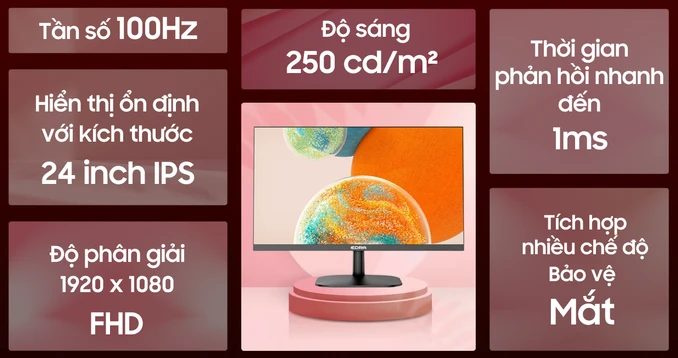 Tần số 100Hz
Hiển thị ổn định
với kích thước
24 inch IPS
Độ phân giải
1920 x 1080
FHD
Độ sáng
250 cd/m²
EDRA
Thời gian
phản hồi nhanh
đến
1ms
Tích hợp
nhiều chế độ
Bảo vệ
Mắt